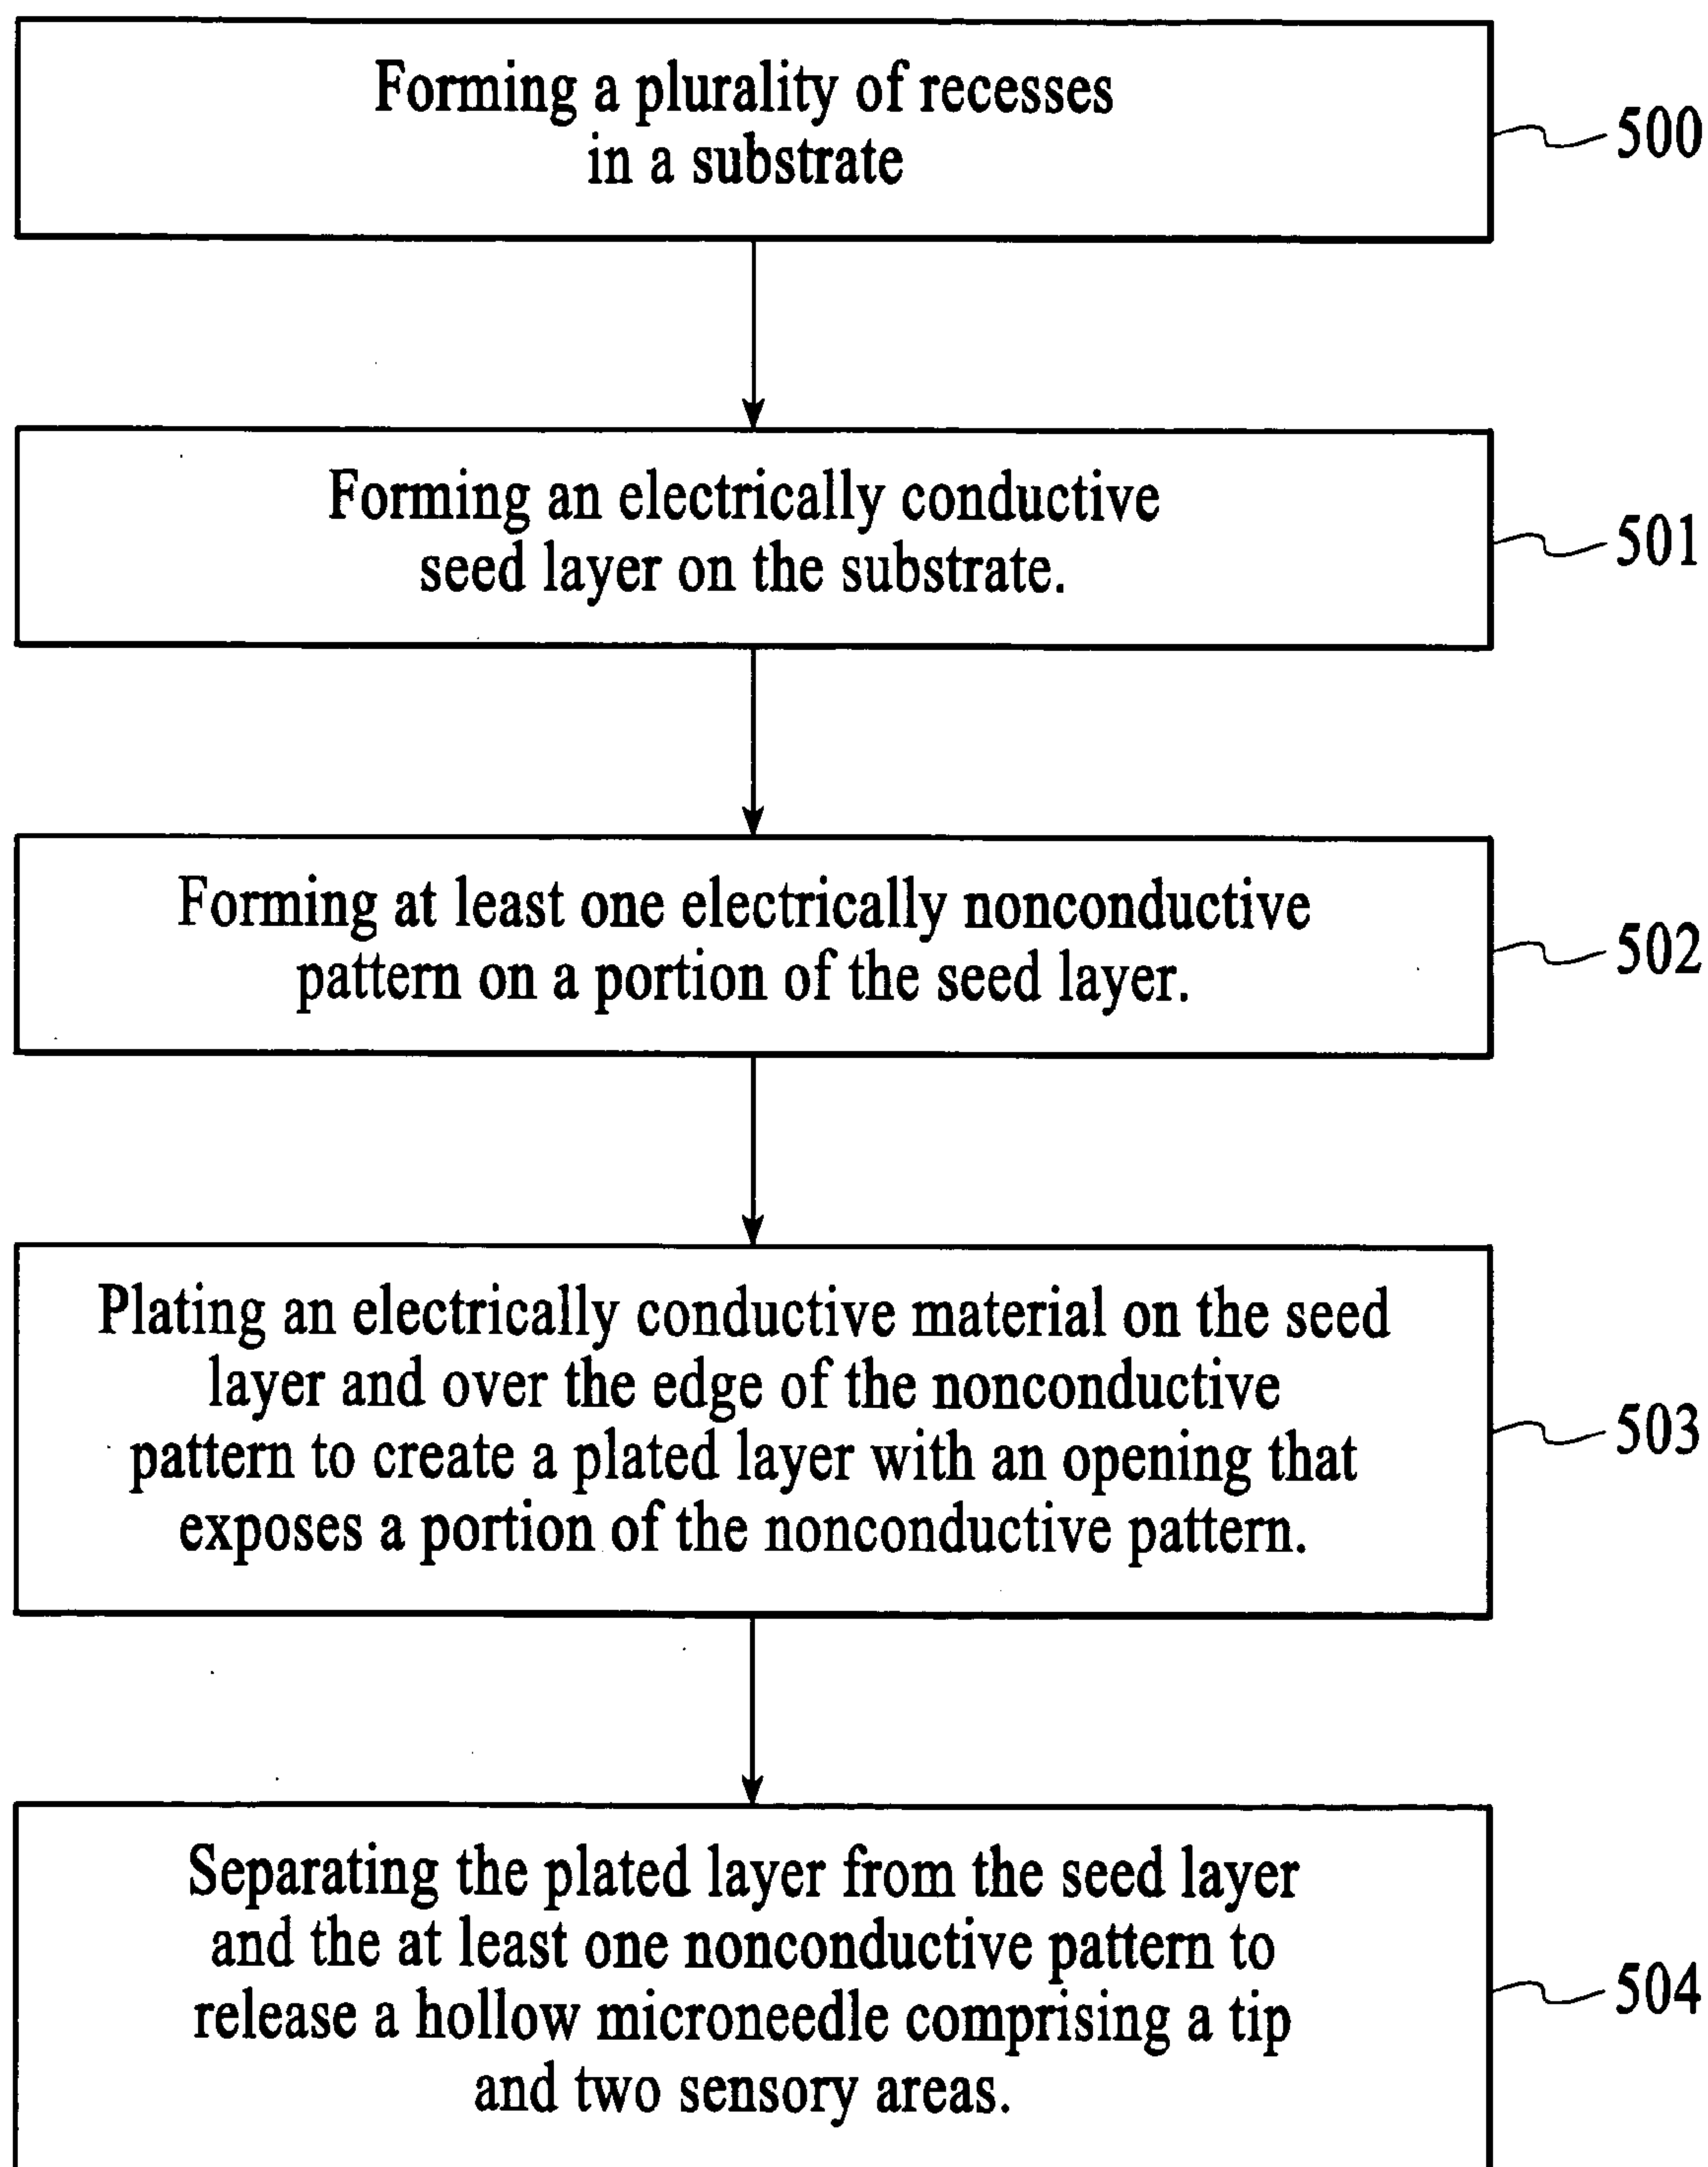 Forming a plurality of recesses
in a substrate
500
Forming an electrically conductive
seed layer on the substrate.
501
Forming at least one electrically nonconductive
pattern on a portion of the seed layer.
502
Plating an electrically conductive material on the seed
layer and over the edge of the nonconductive
pattern to create a plated layer with an opening that
exposes a portion of the nonconductive pattern.
503
Separating the plated layer from the seed layer
and the at least one nonconductive pattern to
release a hollow microneedle comprising a tip
and two sensory areas.
504